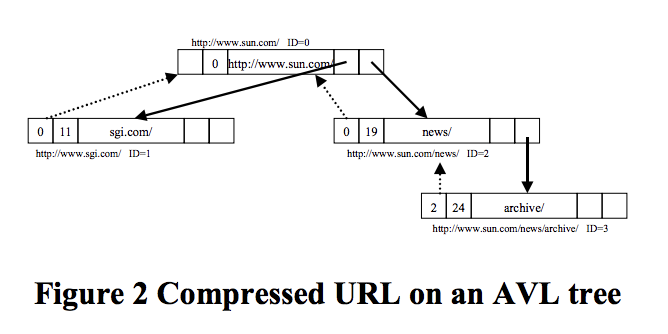 http://www.sun.com/ ID=0
0 http://www.sun.com/
0 11 sgi.com/
http://www.sgi.com/ ID=1
0 19 news/
http://www.sun.com/news/ ID=2
2 24 archive/
http://www.sun.com/news/archive/ ID=3
Figure 2 Compressed URL on an AVL tree